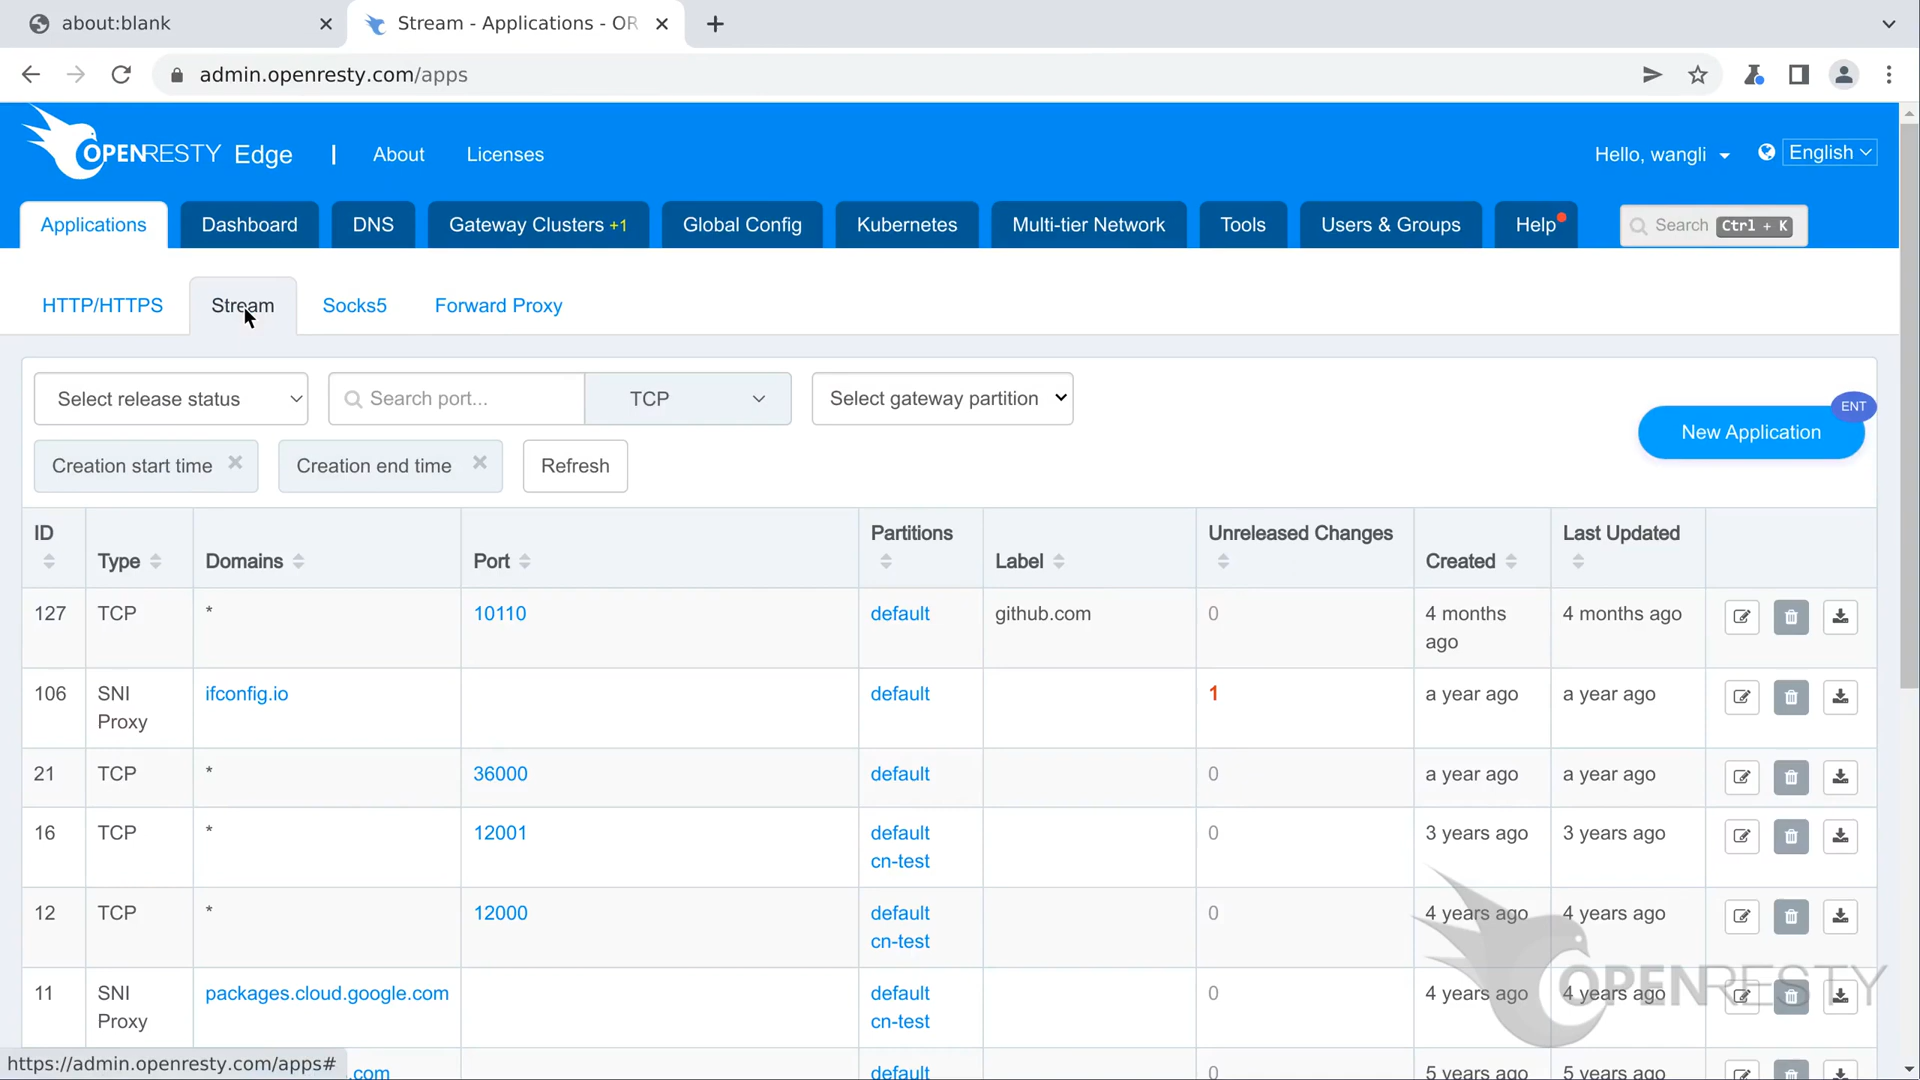 about:blank
Stream - Applications - OR
admin.openresty.com/apps
OPENRESTY Edge | About Licenses
Hello, wangli English
Applications Dashboard DNS Gateway Clusters +1 Global Config Kubernetes Multi-tier Network Tools Users & Groups Help Search Ctrl + K
HTTP/HTTPS Stream Socks5 Forward Proxy
Select release status Search port... TCP Select gateway partition
ENT
New Application
Creation start time Creation end time Refresh
ID Type Domains Port Partitions Label Unreleased Changes Created Last Updated
127 TCP * 10110 default github.com 0 4 months ago 4 months ago
106 SNI Proxy ifconfig.io default 1 a year ago a year ago
21 TCP * 36000 default 0 a year ago a year ago
16 TCP * 12001 default cn-test 0 3 years ago 3 years ago
12 TCP * 12000 default cn-test 0 4 years ago 4 years ago
11 SNI Proxy packages.cloud.google.com default cn-test 0 4 years ago 4 years ago
OPENRESTY
https://admin.openresty.com/apps#
.com default 0 5 years ago 5 years ago